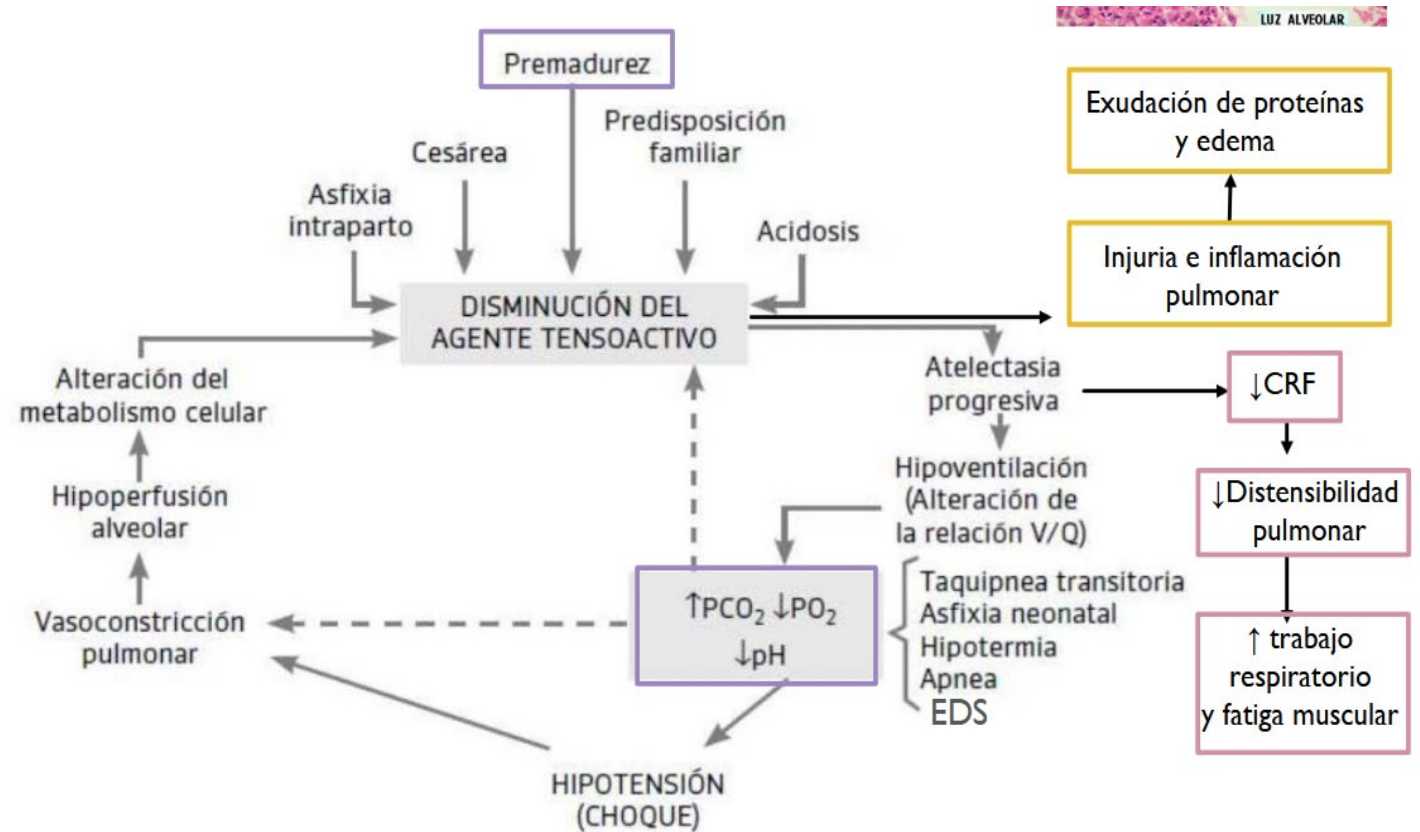 LUZ ALVEOLAR
Premadurez
Predisposición
familiar
Cesárea
Asfixia
intraparto
Acidosis
Exudación de proteínas
y edema
Injuria e inflamación
pulmonar
DISMINUCIÓN DEL
AGENTE TENSOACTIVO
Atelectasia
progresiva
↓CRF
Alteración del
metabolismo celular
Hipoventilación
(Alteración de
la relación V/Q)
↓Distensibilidad
pulmonar
Hipoperfusión
alveolar
↑PCO₂ ↓PO₂
↓pH
Taquipnea transitoria
Asfixia neonatal
Hipotermia
Apnea
EDS
Vasoconstricción
pulmonar
↑ trabajo
respiratorio
y fatiga muscular
HIPOTENSIÓN
(CHOQUE)